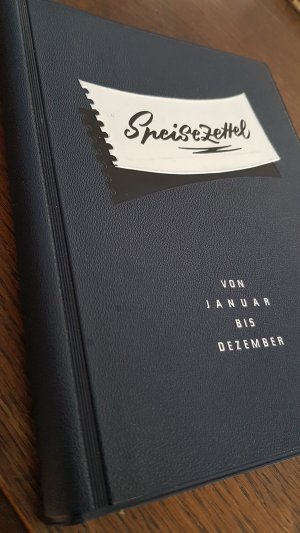 Speisezettel
VON
JANUAR
BIS
DEZEMBER